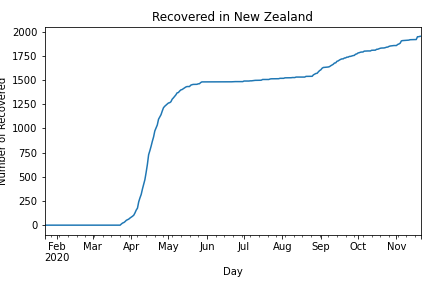 Recovered in New Zealand
Number of Recovered
2000
1750
1500
1250
1000
750
500
250
0
Feb Mar Apr May Jun Jul Aug Sep Oct Nov
2020
Day